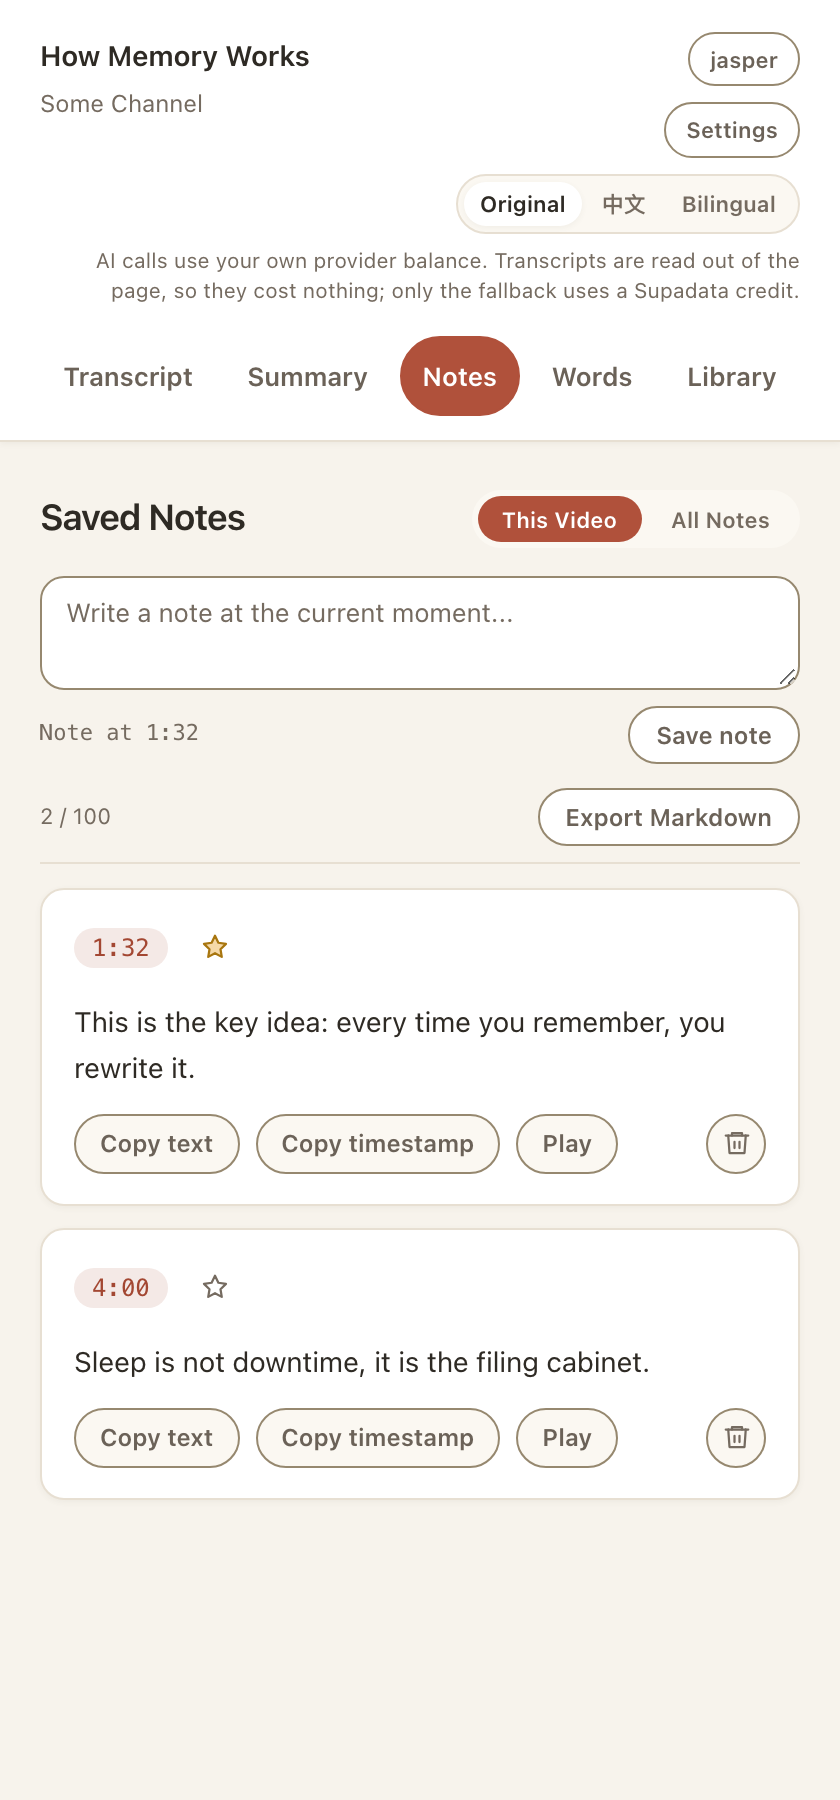 How Memory Works
jasper
Some Channel
Settings
Original 中文 Bilingual
AI calls use your own provider balance. Transcripts are read out of the
page, so they cost nothing; only the fallback uses a Supadata credit.
Transcript Summary Notes Words Library
Saved Notes
This Video All Notes
Write a note at the current moment...
Note at 1:32
Save note
2 / 100
Export Markdown
1:32
This is the key idea: every time you remember, you
rewrite it.
Copy text Copy timestamp Play
4:00
Sleep is not downtime, it is the filing cabinet.
Copy text Copy timestamp Play